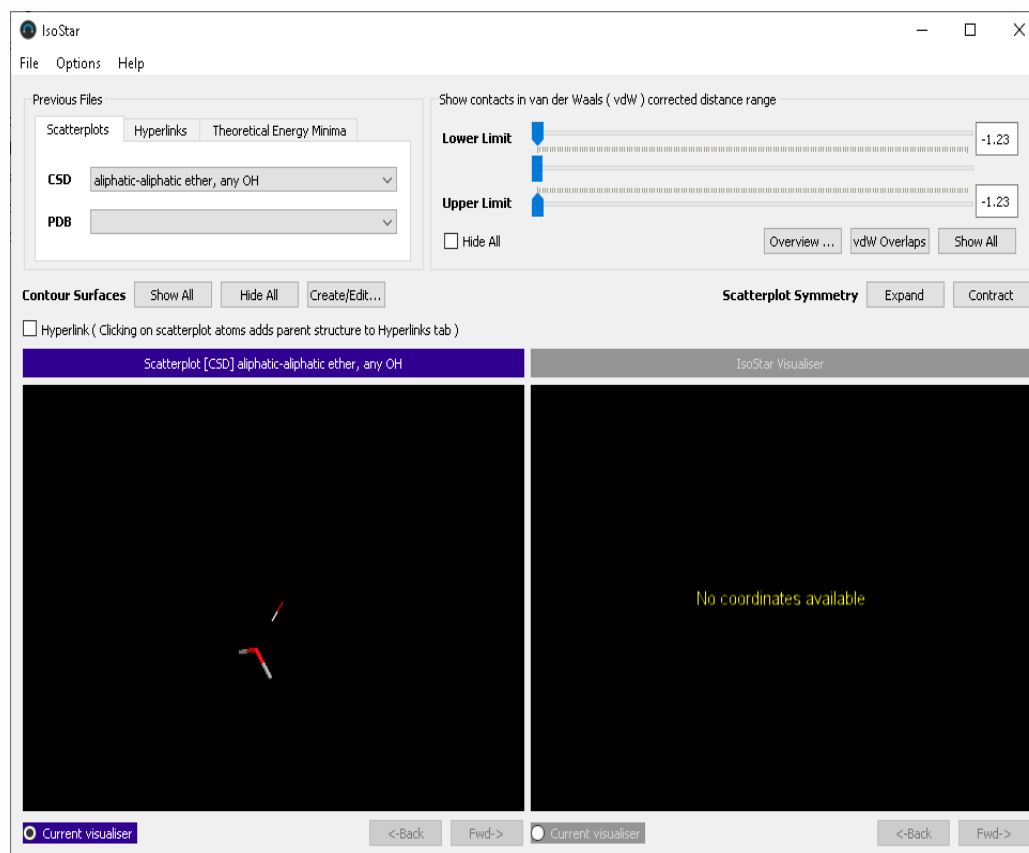 IsoStar
File Options Help
Previous Files
Scatterplots Hyperlinks Theoretical Energy Minima
CSD aliphatic-aliphatic ether, any OH
PDB
Show contacts in van der Waals ( vdW ) corrected distance range
Lower Limit -1.23
Upper Limit -1.23
Hide All Overview ... vdW Overlaps Show All
Contour Surfaces Show All Hide All Create/Edit... Scatterplot Symmetry Expand Contract
Hyperlink ( Clicking on scatterplot atoms adds parent structure to Hyperlinks tab )
Scatterplot [CSD] aliphatic-aliphatic ether, any OH IsoStar Visualiser
No coordinates available
Current visualiser <-Back Fwd-> Current visualiser <-Back Fwd->